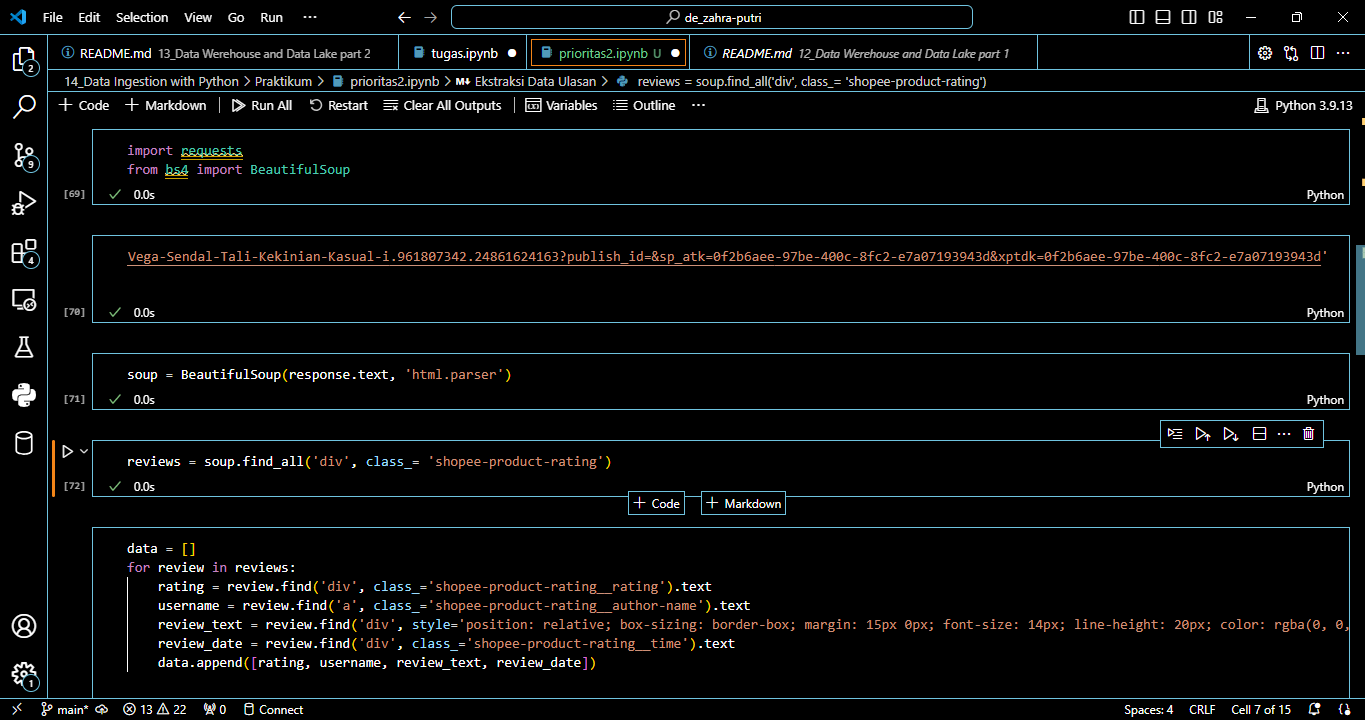 File Edit Selection View Go Run ··· de_zahra-putri
README.md 13_Data Werehouse and Data Lake part 2 tugas.ipynb prioritas2.ipynb U README.md 12_Data Werehouse and Data Lake part 1
14_Data Ingestion with Python > Praktikum > prioritas2.ipynb > M↓ Ekstraksi Data Ulasan > reviews = soup.find_all('div', class_= 'shopee-product-rating')
+ Code + Markdown Run All Restart Clear All Outputs Variables Outline ··· Python 3.9.13
import requests
from bs4 import BeautifulSoup
[69] 0.0s Python
Vega-Sendal-Tali-Kekinian-Kasual-i.961807342.24861624163?publish_id=&sp_atk=0f2b6aee-97be-400c-8fc2-e7a07193943d&xptdk=0f2b6aee-97be-400c-8fc2-e7a07193943d'
[70] 0.0s Python
soup = BeautifulSoup(response.text, 'html.parser')
[71] 0.0s Python
reviews = soup.find_all('div', class_= 'shopee-product-rating')
[72] 0.0s Python
+ Code + Markdown
data = []
for review in reviews:
rating = review.find('div', class_='shopee-product-rating__rating').text
username = review.find('a', class_='shopee-product-rating__author-name').text
review_text = review.find('div', style='position: relative; box-sizing: border-box; margin: 15px 0px; font-size: 14px; line-height: 20px; color: rgba(0, 0,
review_date = review.find('div', class_='shopee-product-rating__time').text
data.append([rating, username, review_text, review_date])
2
9
4
1
main* 13 22 0 Connect Spaces: 4 CRLF Cell 7 of 15